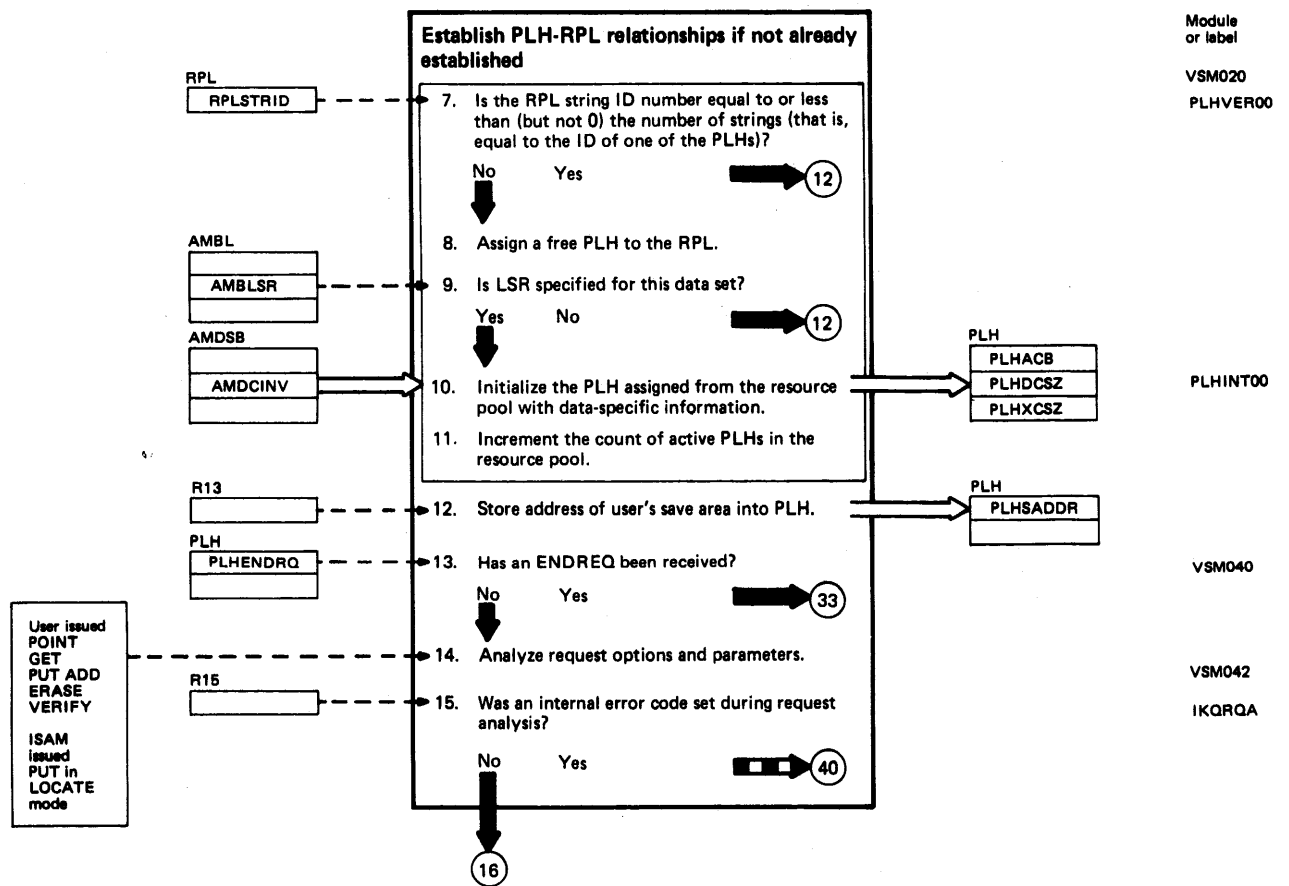 Establish PLH-RPL relationships if not already
established
Module
or label
RPL
RPLSTRID
7. Is the RPL string ID number equal to or less
than (but not 0) the number of strings (that is,
equal to the ID of one of the PLHs)?
VSM020
PLHVER00
No Yes 12
8. Assign a free PLH to the RPL.
AMBL
AMBLSR
9. Is LSR specified for this data set?
Yes No 12
AMDSB
AMDCINV
10. Initialize the PLH assigned from the resource
pool with data-specific information.
PLH
PLHACB
PLHDCSZ
PLHXCSZ
PLHINT00
11. Increment the count of active PLHs in the
resource pool.
R13
12. Store address of user's save area into PLH.
PLH
PLHSADDR
PLH
PLHENDRQ
13. Has an ENDREQ been received?
VSM040
No Yes 33
User issued
POINT
GET
PUT ADD
ERASE
VERIFY
ISAM
issued
PUT in
LOCATE
mode
14. Analyze request options and parameters.
VSM042
R15
15. Was an internal error code set during request
analysis?
IKQRQA
No Yes 40
16